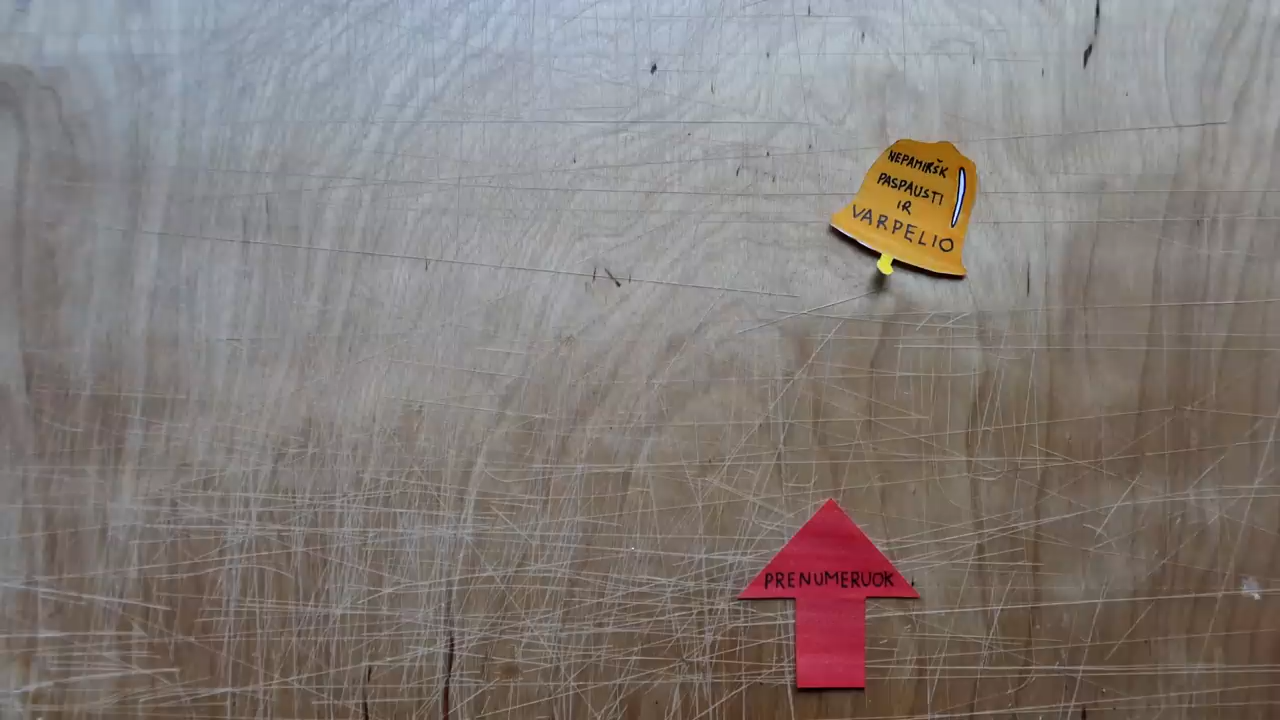 NEPAMIRŠK
PASPAUSTI
IR
VARPELIO
PRENUMERUOK